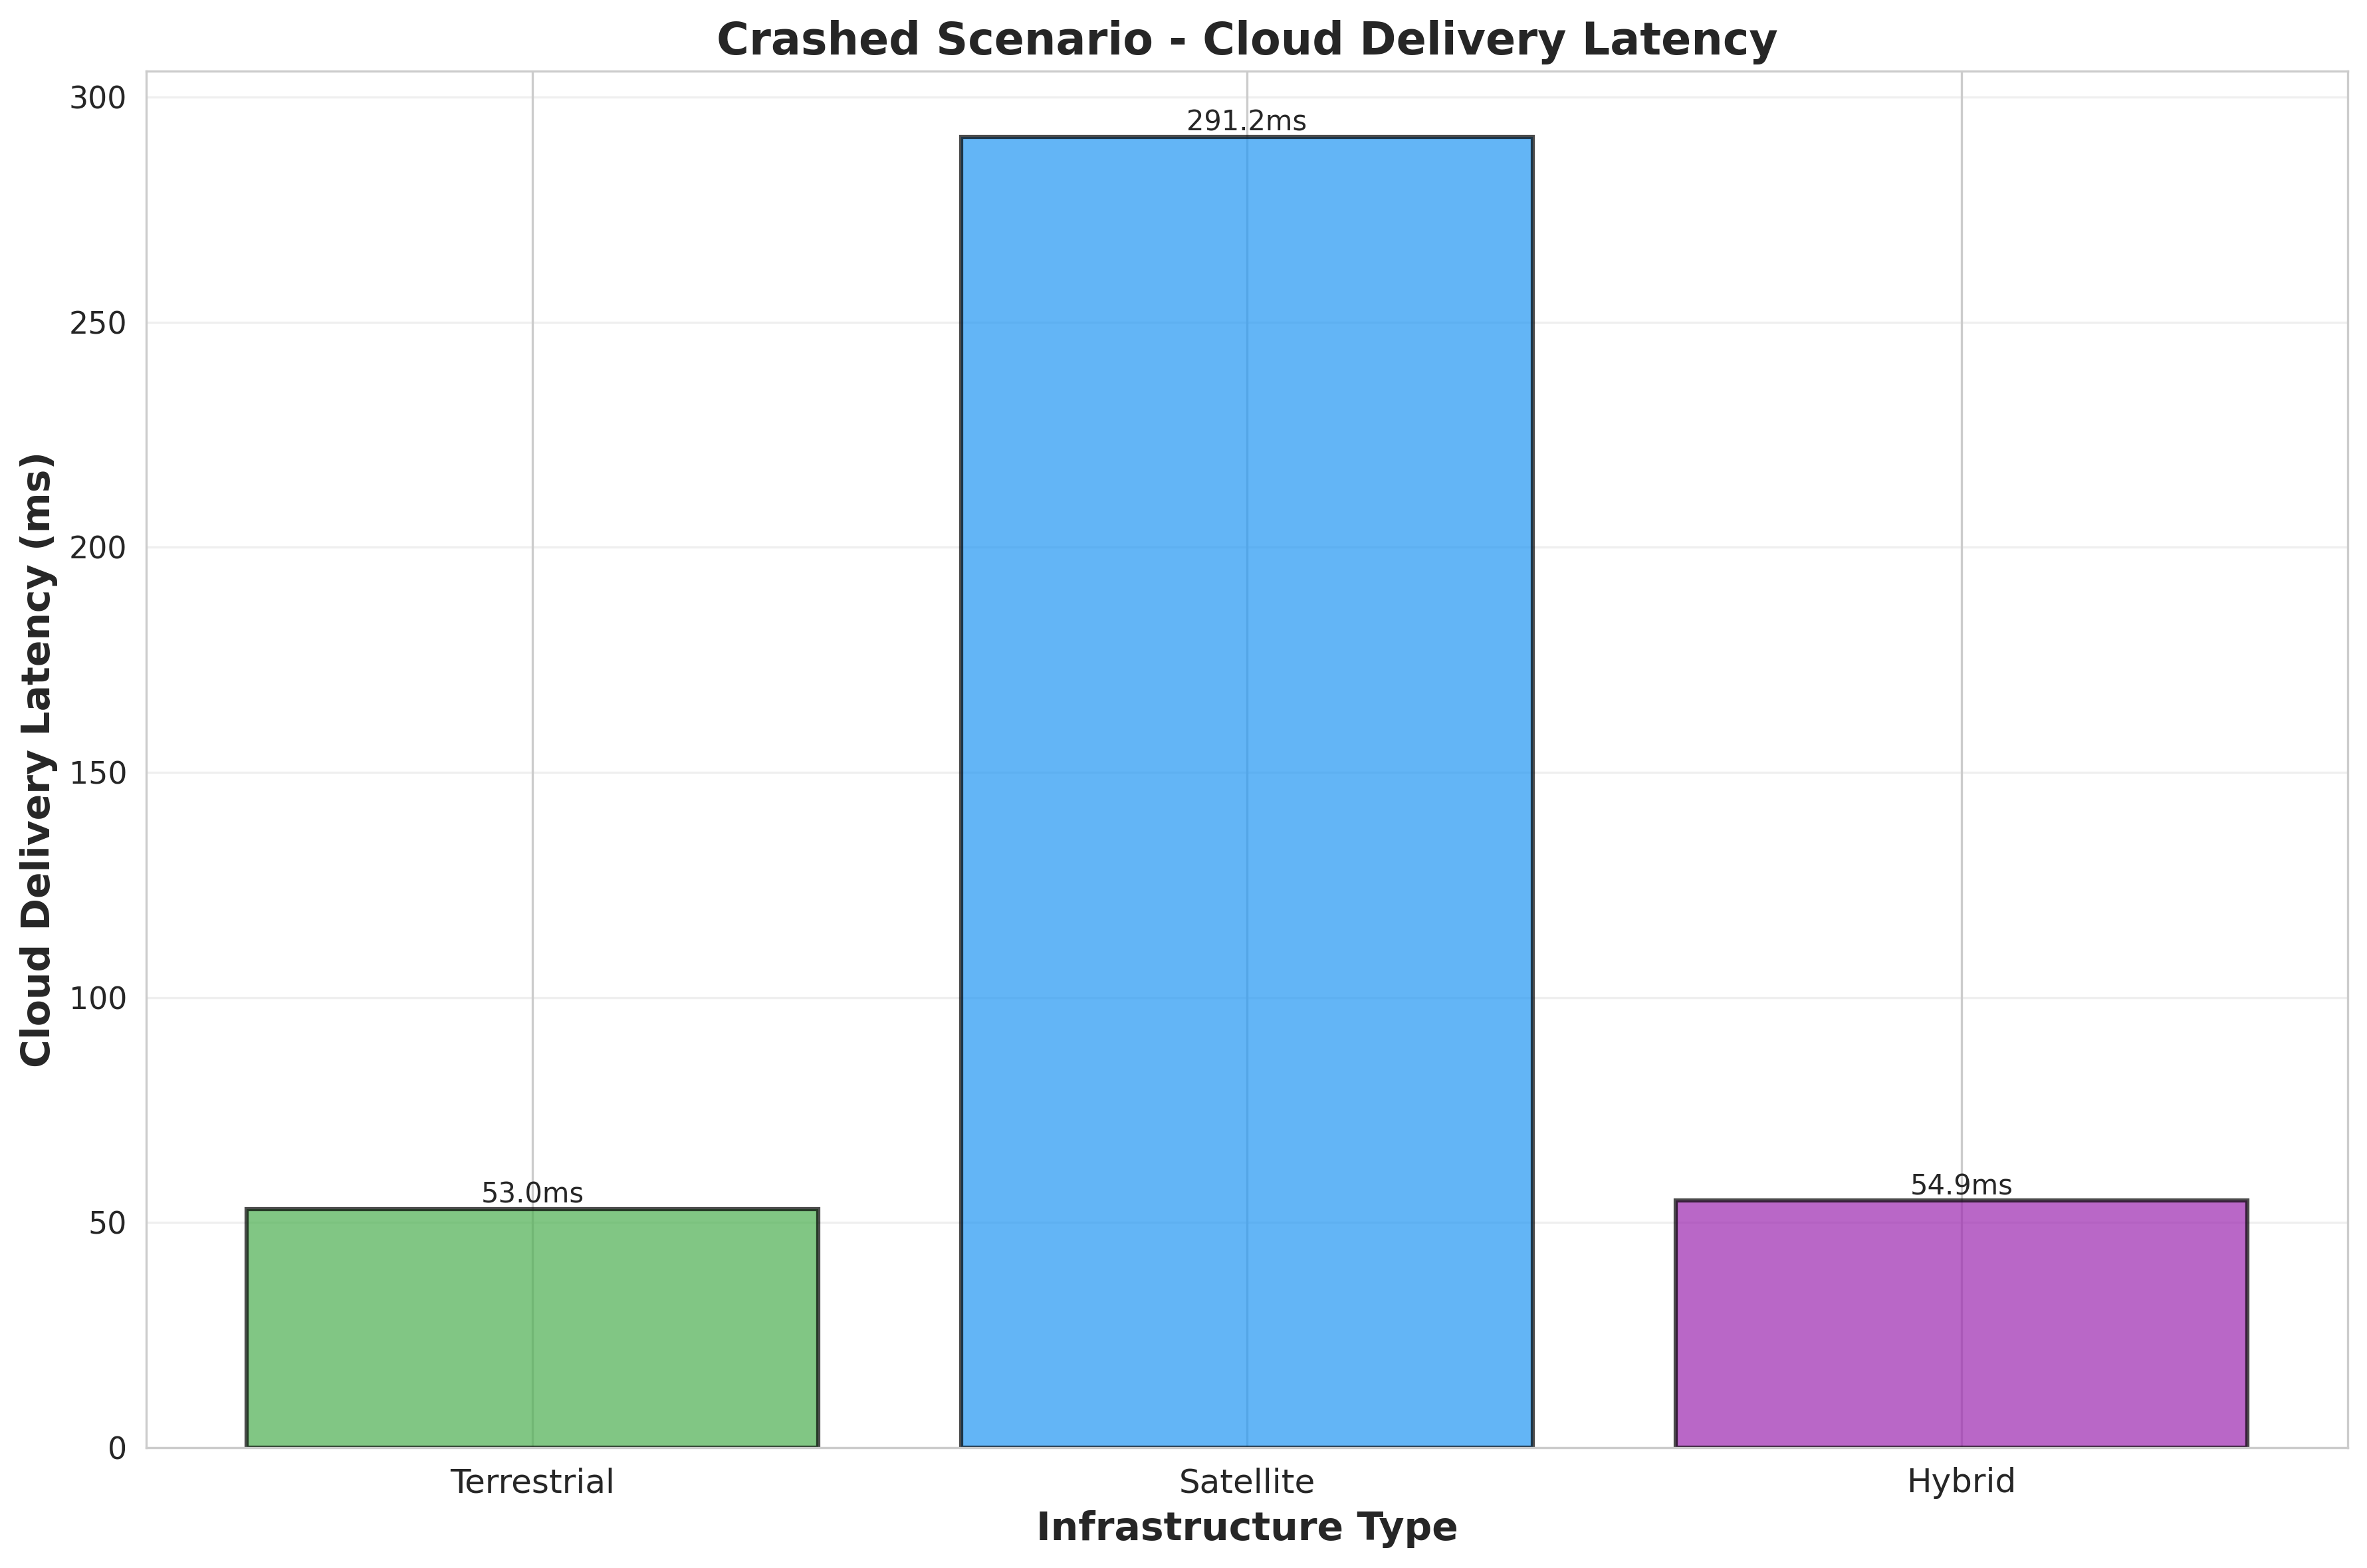 Crashed Scenario - Cloud Delivery Latency
Cloud Delivery Latency (ms)
300
250
200
150
100
50
0
291.2ms
53.0ms
54.9ms
Terrestrial
Satellite
Hybrid
Infrastructure Type